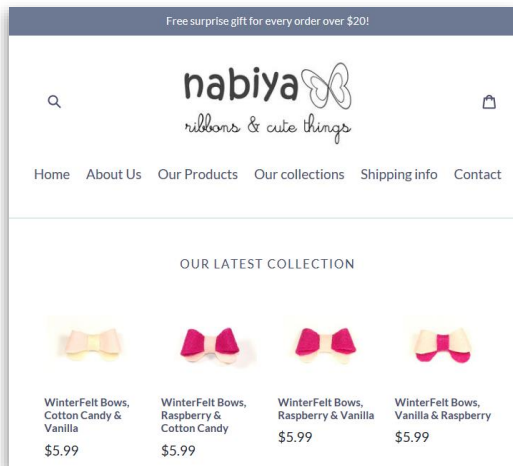 Free surprise gift for every order over $20!
nabiya
ribbons & cute things
Home About Us Our Products Our collections Shipping info Contact
OUR LATEST COLLECTION
WinterFelt Bows,
Cotton Candy &
Vanilla
$5.99
WinterFelt Bows,
Raspberry &
Cotton Candy
$5.99
WinterFelt Bows,
Raspberry & Vanilla
$5.99
WinterFelt Bows,
Vanilla & Raspberry
$5.99